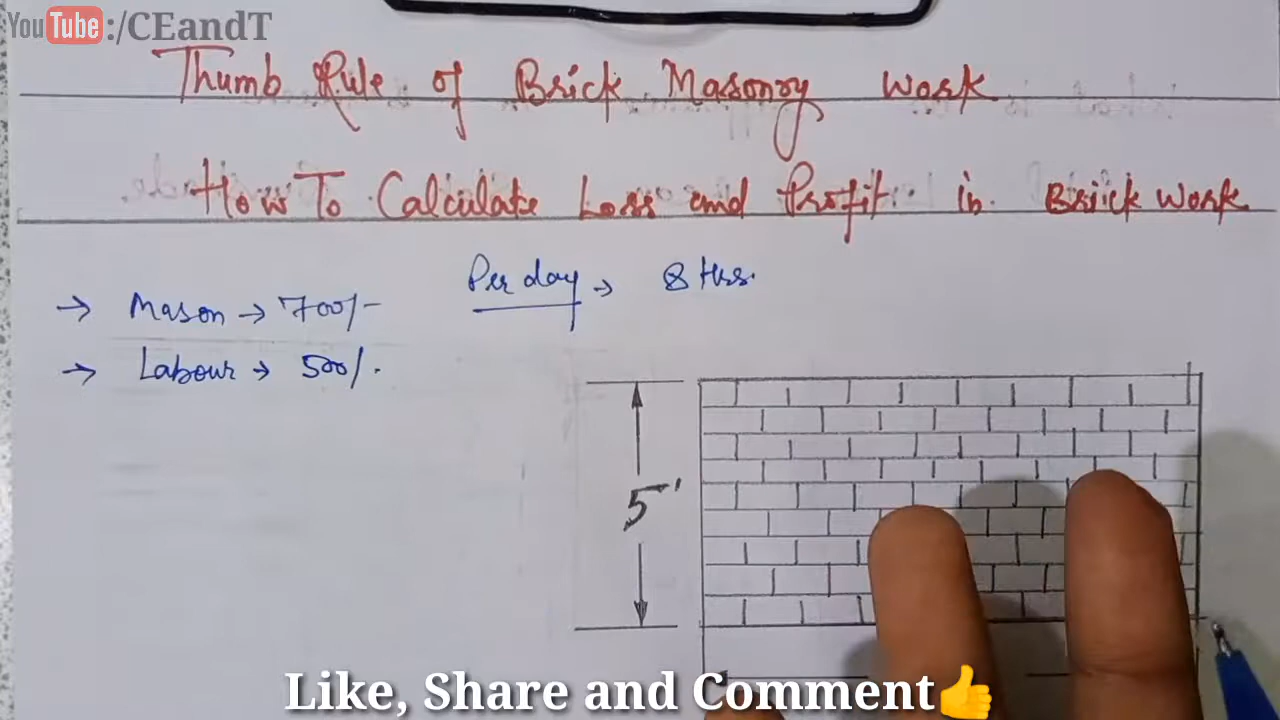 YouTube:/CEandT
Thumb Rule of Brick Masonry Work
How To Calculate Loss and Profit in Brick Work
→ Mason → 700/-
Per day → 8 Hrs.
→ Labour → 500/.
5'
Like, Share and Comment👍